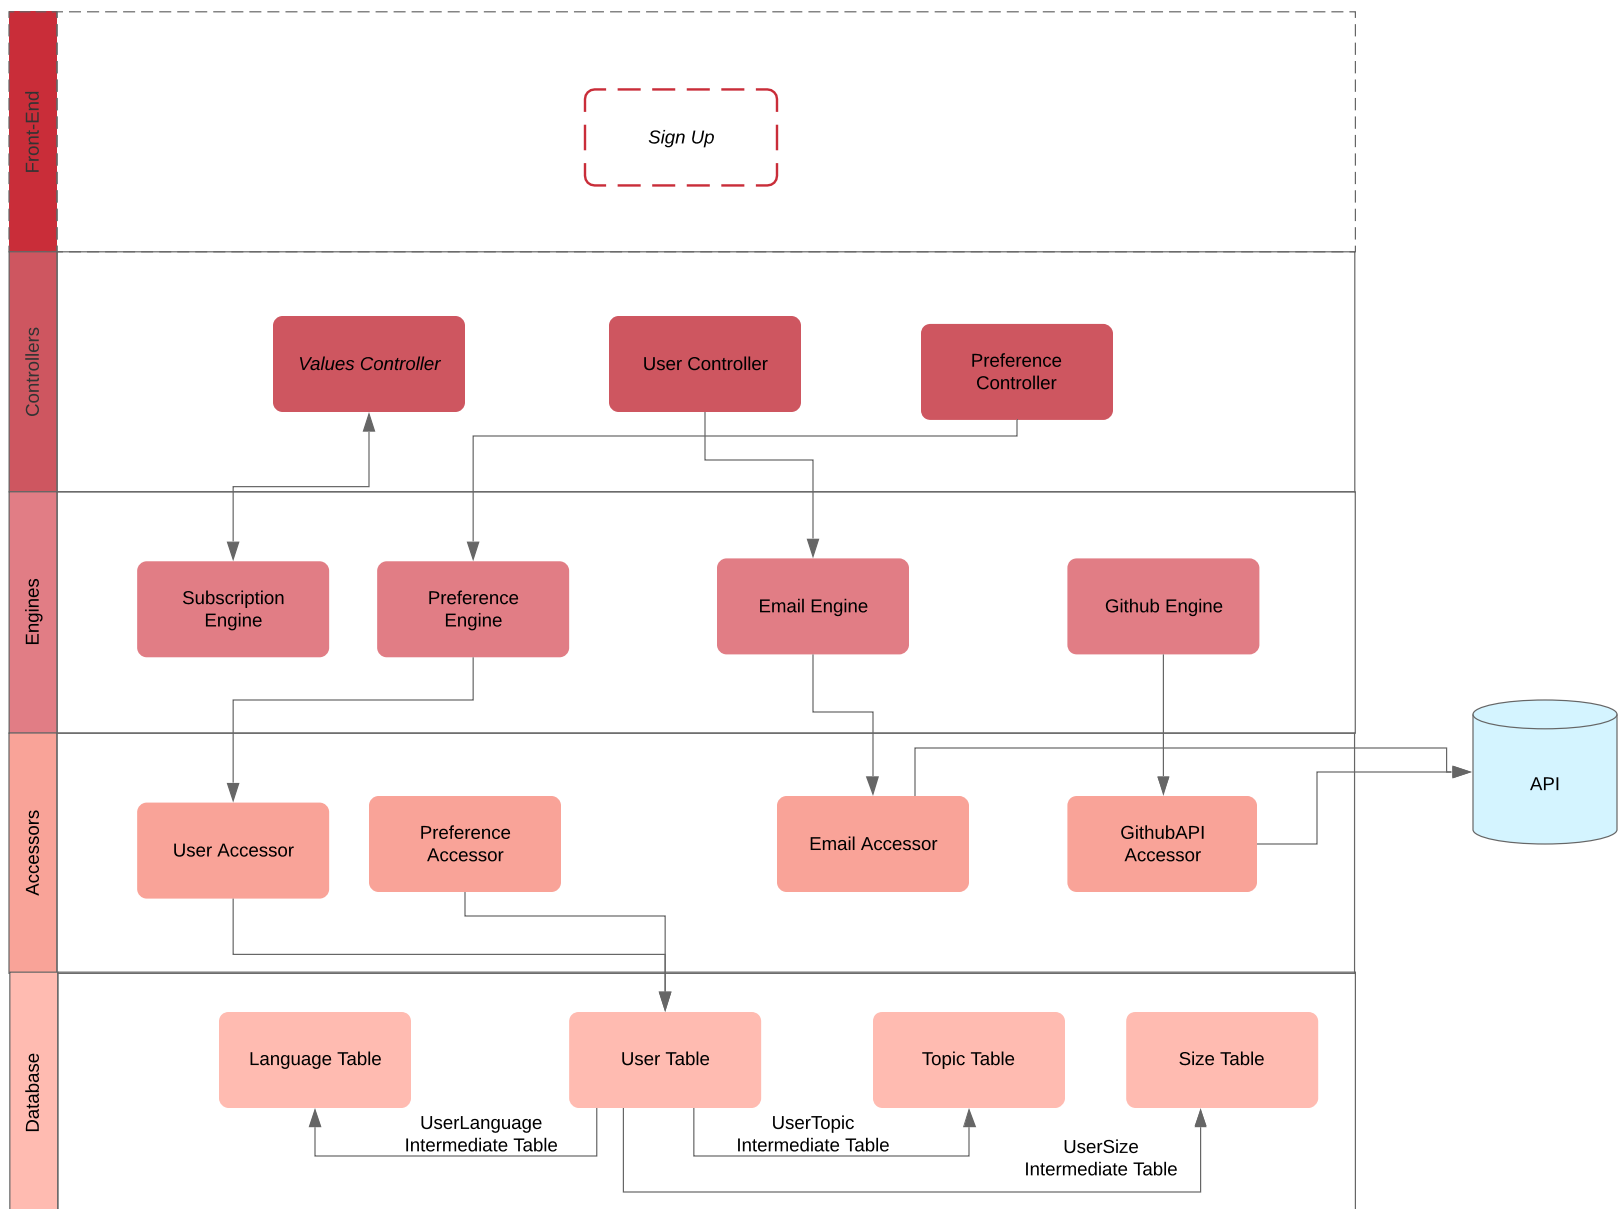 Front-End
Sign Up
Controllers
Values Controller
User Controller
Preference
Controller
Engines
Subscription
Engine
Preference
Engine
Email Engine
Github Engine
API
Accessors
User Accessor
Preference
Accessor
Email Accessor
GithubAPI
Accessor
Database
Language Table
User Table
Topic Table
Size Table
UserLanguage
Intermediate Table
UserTopic
Intermediate Table
UserSize
Intermediate Table